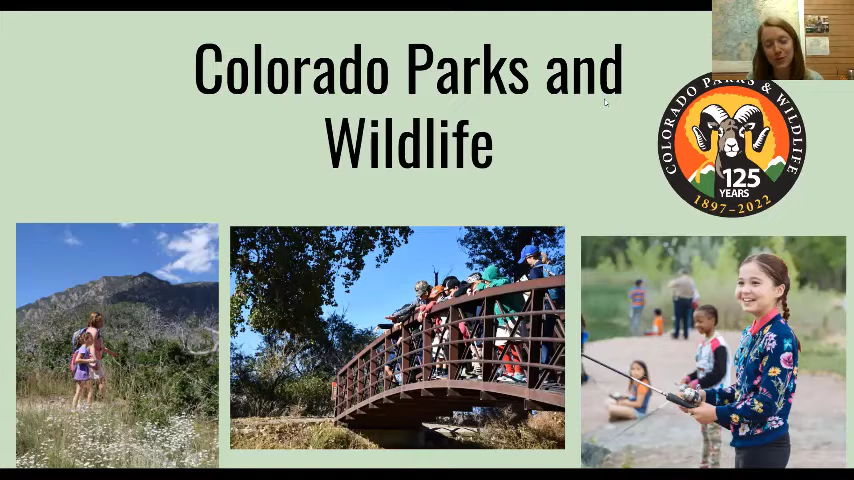 Colorado Parks and
Wildlife
COLORADO PARKS & WILDLIFE
125
YEARS
1897-2022